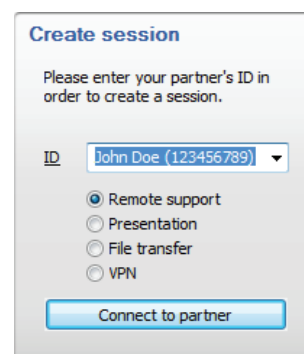 Create session
Please enter your partner's ID in
order to create a session.
ID John Doe (123456789)
Remote support
Presentation
File transfer
VPN
Connect to partner